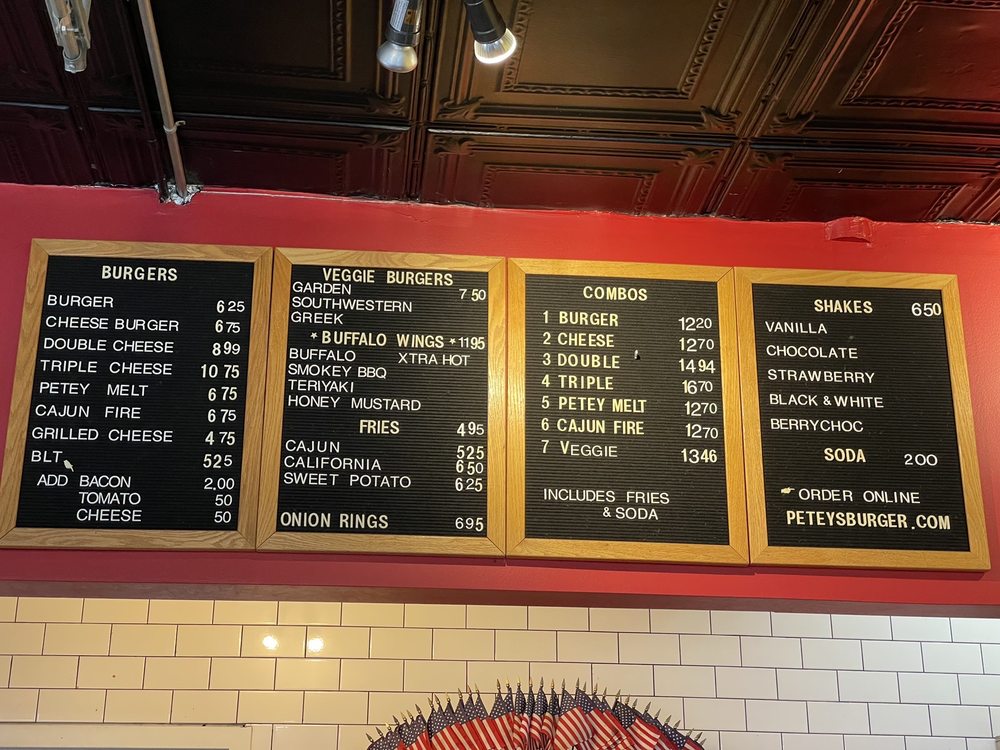 BURGERS
BURGER 6 25
CHEESE BURGER 6 75
DOUBLE CHEESE 8 99
TRIPLE CHEESE 10 75
PETEY MELT 6 75
CAJUN FIRE 6 75
GRILLED CHEESE 4 75
BLT 5 25
ADD BACON 2.00
TOMATO 50
CHEESE 50
VEGGIE BURGERS
GARDEN 7 50
SOUTHWESTERN
GREEK
* BUFFALO WINGS * 11 95
BUFFALO XTRA HOT
SMOKEY BBQ
TERIYAKI
HONEY MUSTARD
FRIES 4 95
CAJUN 5 25
CALIFORNIA 6 50
SWEET POTATO 6 25
ONION RINGS 6 95
COMBOS
1 BURGER 12 20
2 CHEESE 12 70
3 DOUBLE 14 94
4 TRIPLE 16 70
5 PETEY MELT 12 70
6 CAJUN FIRE 12 70
7 VEGGIE 13 46
INCLUDES FRIES
& SODA
SHAKES 6 50
VANILLA
CHOCOLATE
STRAWBERRY
BLACK & WHITE
BERRYCHOC
SODA 2 00
ORDER ONLINE
PETEYSBURGER.COM